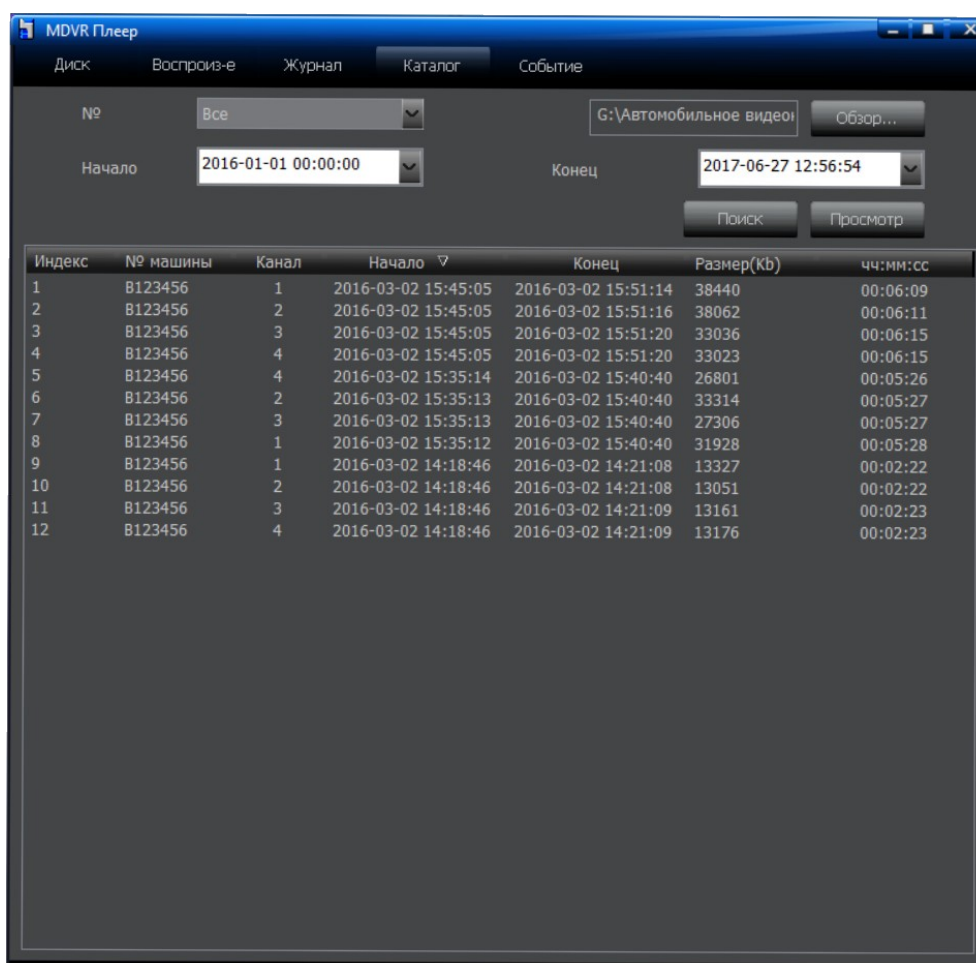 MDVR Плеер
Диск Воспроиз-е Журнал Каталог Событие
№ Все G:\Автомобильное видеон Обзор...
Начало 2016-01-01 00:00:00 Конец 2017-06-27 12:56:54
Поиск Просмотр
Индекс № машины Канал Начало Конец Размер(Kb) чч:мм:сс
1 B123456 1 2016-03-02 15:45:05 2016-03-02 15:51:14 38440 00:06:09
2 B123456 2 2016-03-02 15:45:05 2016-03-02 15:51:16 38062 00:06:11
3 B123456 3 2016-03-02 15:45:05 2016-03-02 15:51:20 33036 00:06:15
4 B123456 4 2016-03-02 15:45:05 2016-03-02 15:51:20 33023 00:06:15
5 B123456 4 2016-03-02 15:35:14 2016-03-02 15:40:40 26801 00:05:26
6 B123456 2 2016-03-02 15:35:13 2016-03-02 15:40:40 33314 00:05:27
7 B123456 3 2016-03-02 15:35:13 2016-03-02 15:40:40 27306 00:05:27
8 B123456 1 2016-03-02 15:35:12 2016-03-02 15:40:40 31928 00:05:28
9 B123456 1 2016-03-02 14:18:46 2016-03-02 14:21:08 13327 00:02:22
10 B123456 2 2016-03-02 14:18:46 2016-03-02 14:21:08 13051 00:02:22
11 B123456 3 2016-03-02 14:18:46 2016-03-02 14:21:09 13161 00:02:23
12 B123456 4 2016-03-02 14:18:46 2016-03-02 14:21:09 13176 00:02:23